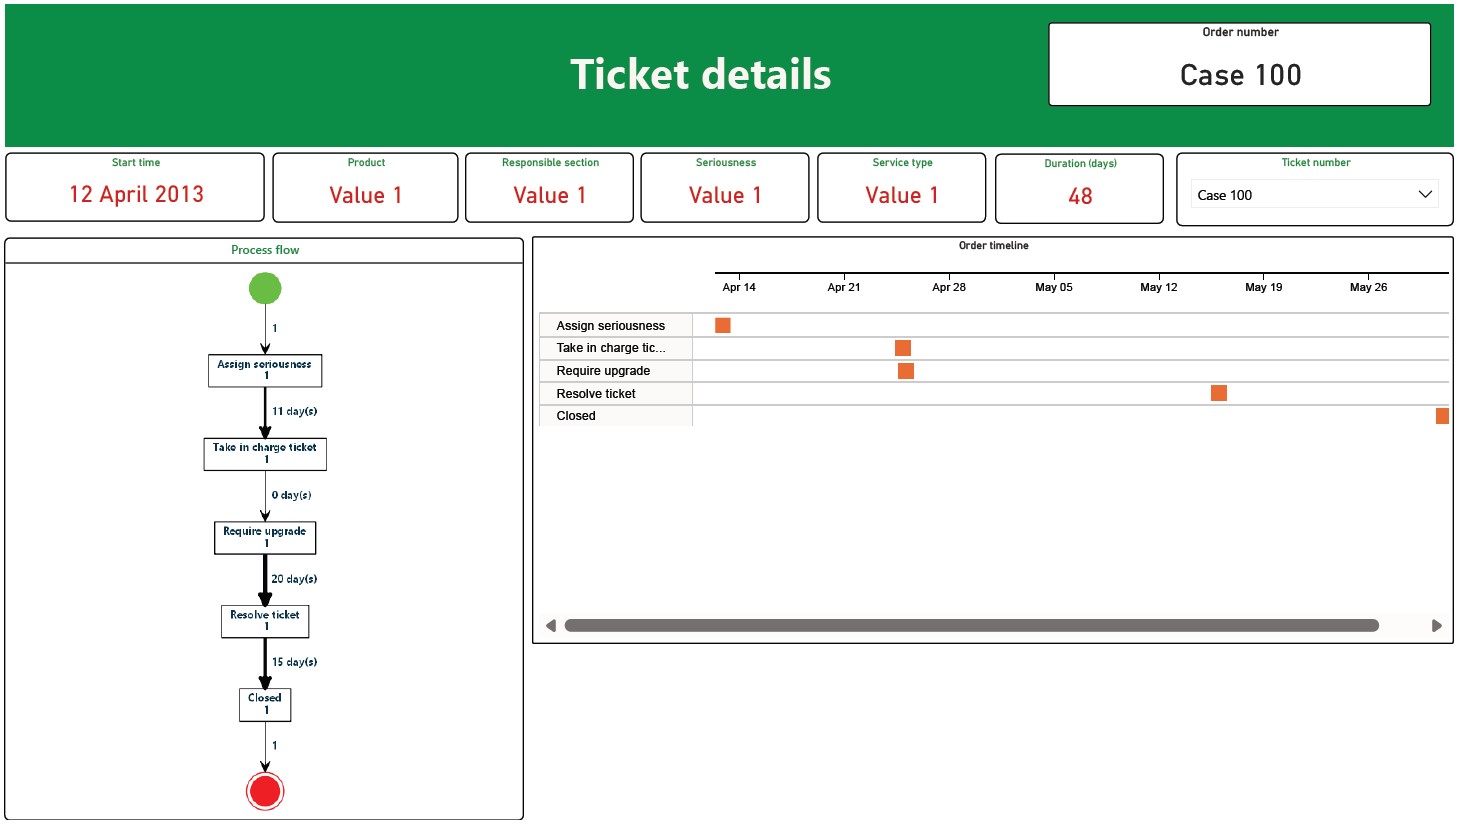 Ticket details
Order number
Case 100
Start time
12 April 2013
Product
Value 1
Responsible section
Value 1
Seriousness
Value 1
Service type
Value 1
Duration (days)
48
Ticket number
Case 100
Process flow
1
Assign seriousness
1
11 day(s)
Take in charge ticket
1
0 day(s)
Require upgrade
1
20 day(s)
Resolve ticket
1
15 day(s)
Closed
1
1
Order timeline
Apr 14 Apr 21 Apr 28 May 05 May 12 May 19 May 26
Assign seriousness
Take in charge tic...
Require upgrade
Resolve ticket
Closed